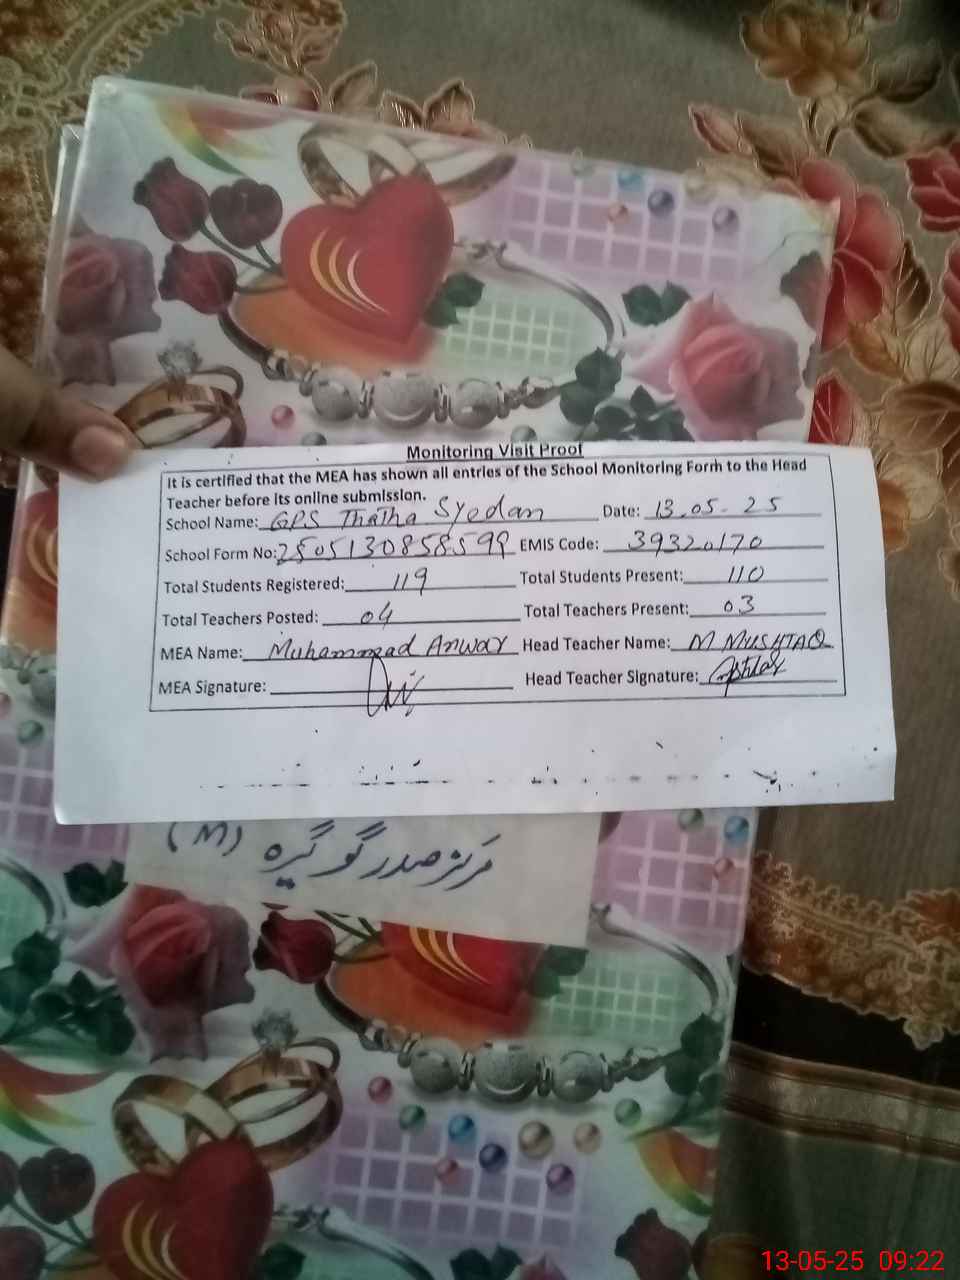 Monitoring Visit Proof
It is certified that the MEA has shown all entries of the School Monitoring Form to the Head
Teacher before its online submission.
School Name: GPS Thatha Syedan Date: 13.05.25
School Form No: 2505130858599 EMIS Code: 39320170
Total Students Registered: 119 Total Students Present: 110
Total Teachers Posted: 04 Total Teachers Present: 03
MEA Name: Muhammad Anwar Head Teacher Name: M MUSHTAQ
MEA Signature: Head Teacher Signature:
مرکز صدر گوگیرہ (M)
13-05-25 09:22